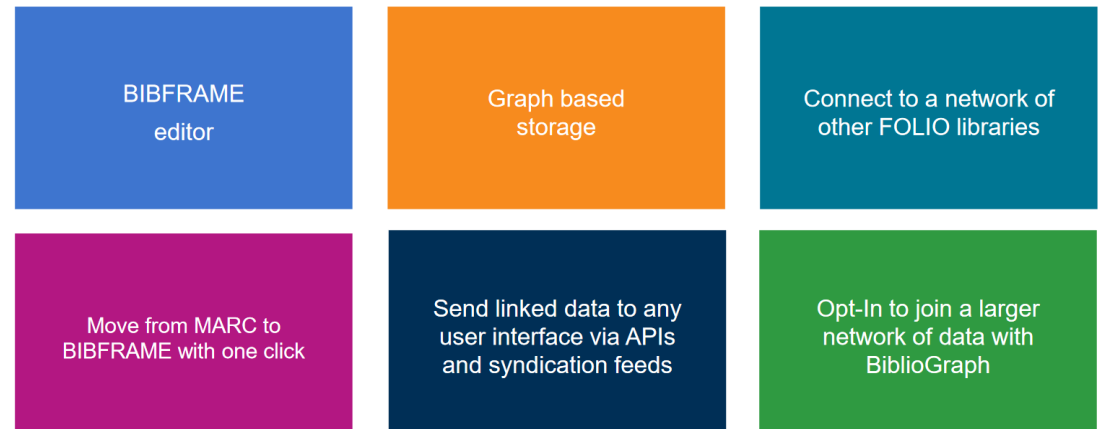 BIBFRAME
editor
Graph based
storage
Connect to a network of
other FOLIO libraries
Move from MARC to
BIBFRAME with one click
Send linked data to any
user interface via APIs
and syndication feeds
Opt-In to join a larger
network of data with
BiblioGraph